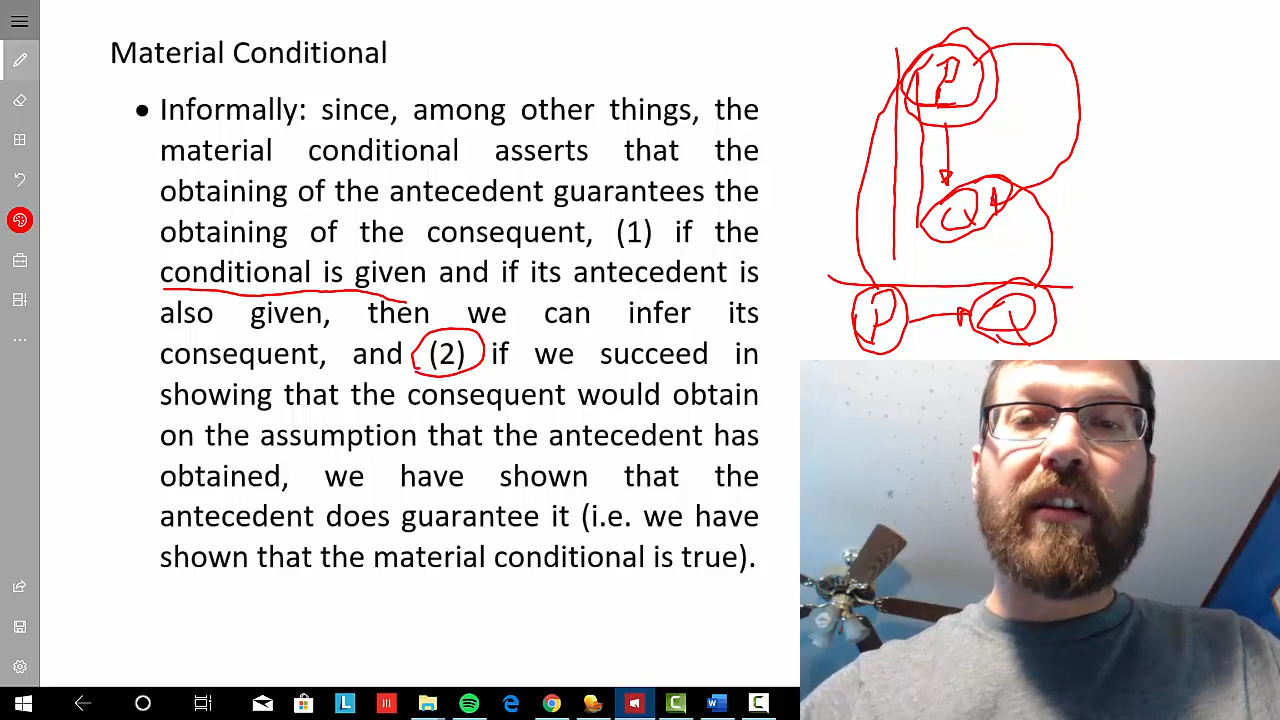 Material Conditional
• Informally: since, among other things, the
material conditional asserts that the
obtaining of the antecedent guarantees the
obtaining of the consequent, (1) if the
conditional is given and if its antecedent is
also given, then we can infer its
consequent, and (2) if we succeed in
showing that the consequent would obtain
on the assumption that the antecedent has
obtained, we have shown that the
antecedent does guarantee it (i.e. we have
shown that the material conditional is true).
P
Q
P → Q